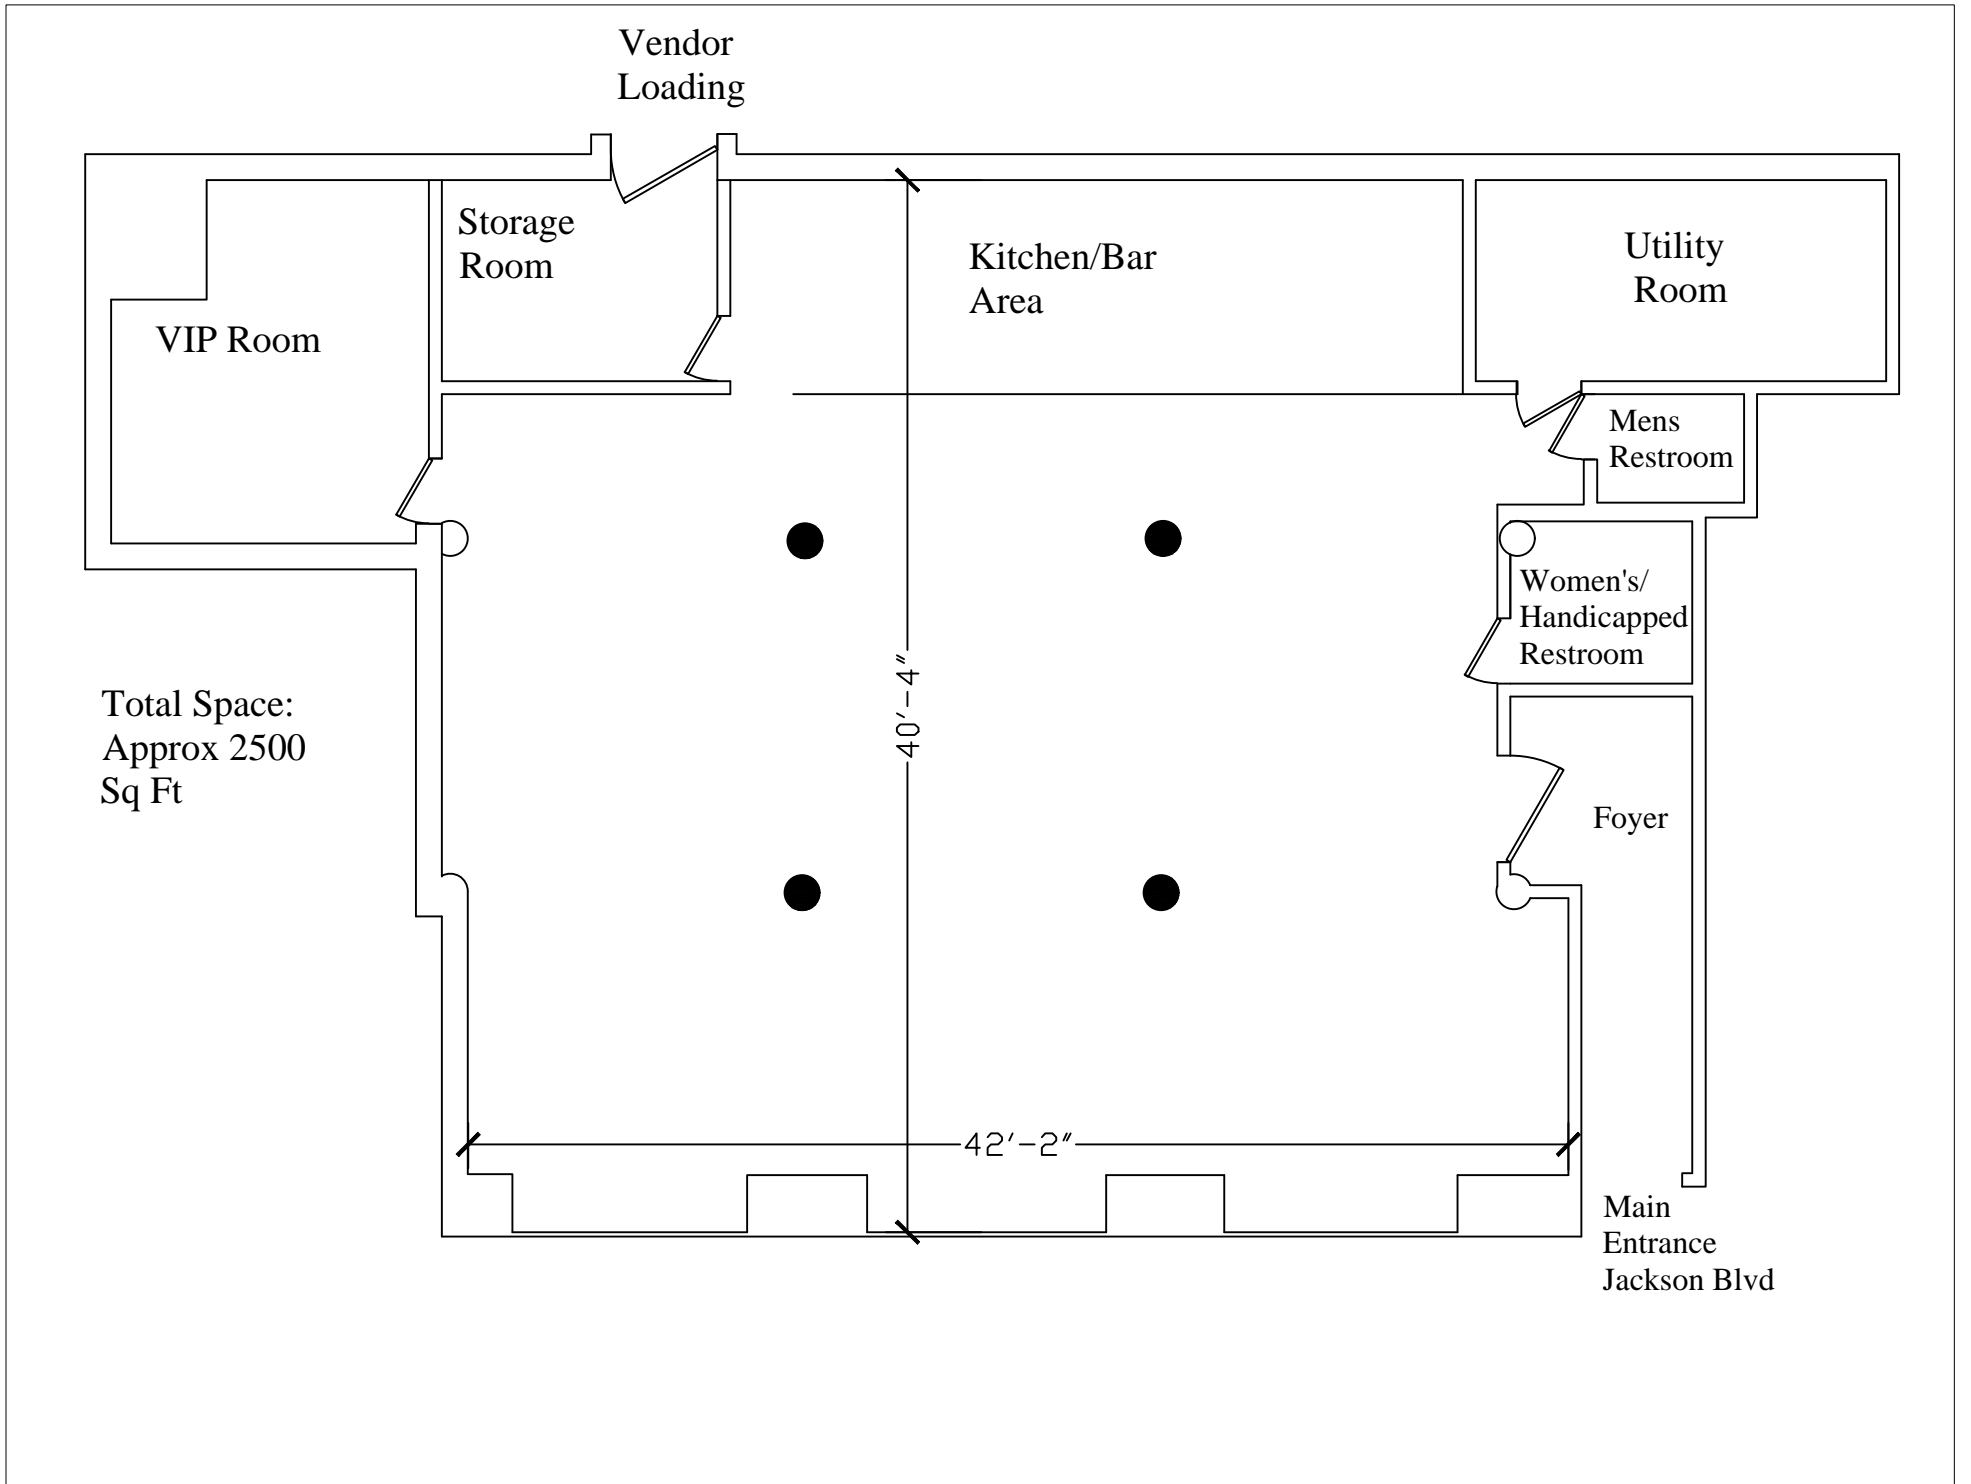 Vendor
Loading
Storage
Room
Kitchen/Bar
Area
Utility
Room
VIP Room
Mens
Restroom
Women's/
Handicapped
Restroom
Total Space:
Approx 2500
Sq Ft
40'-4"
Foyer
42'-2"
Main
Entrance
Jackson Blvd